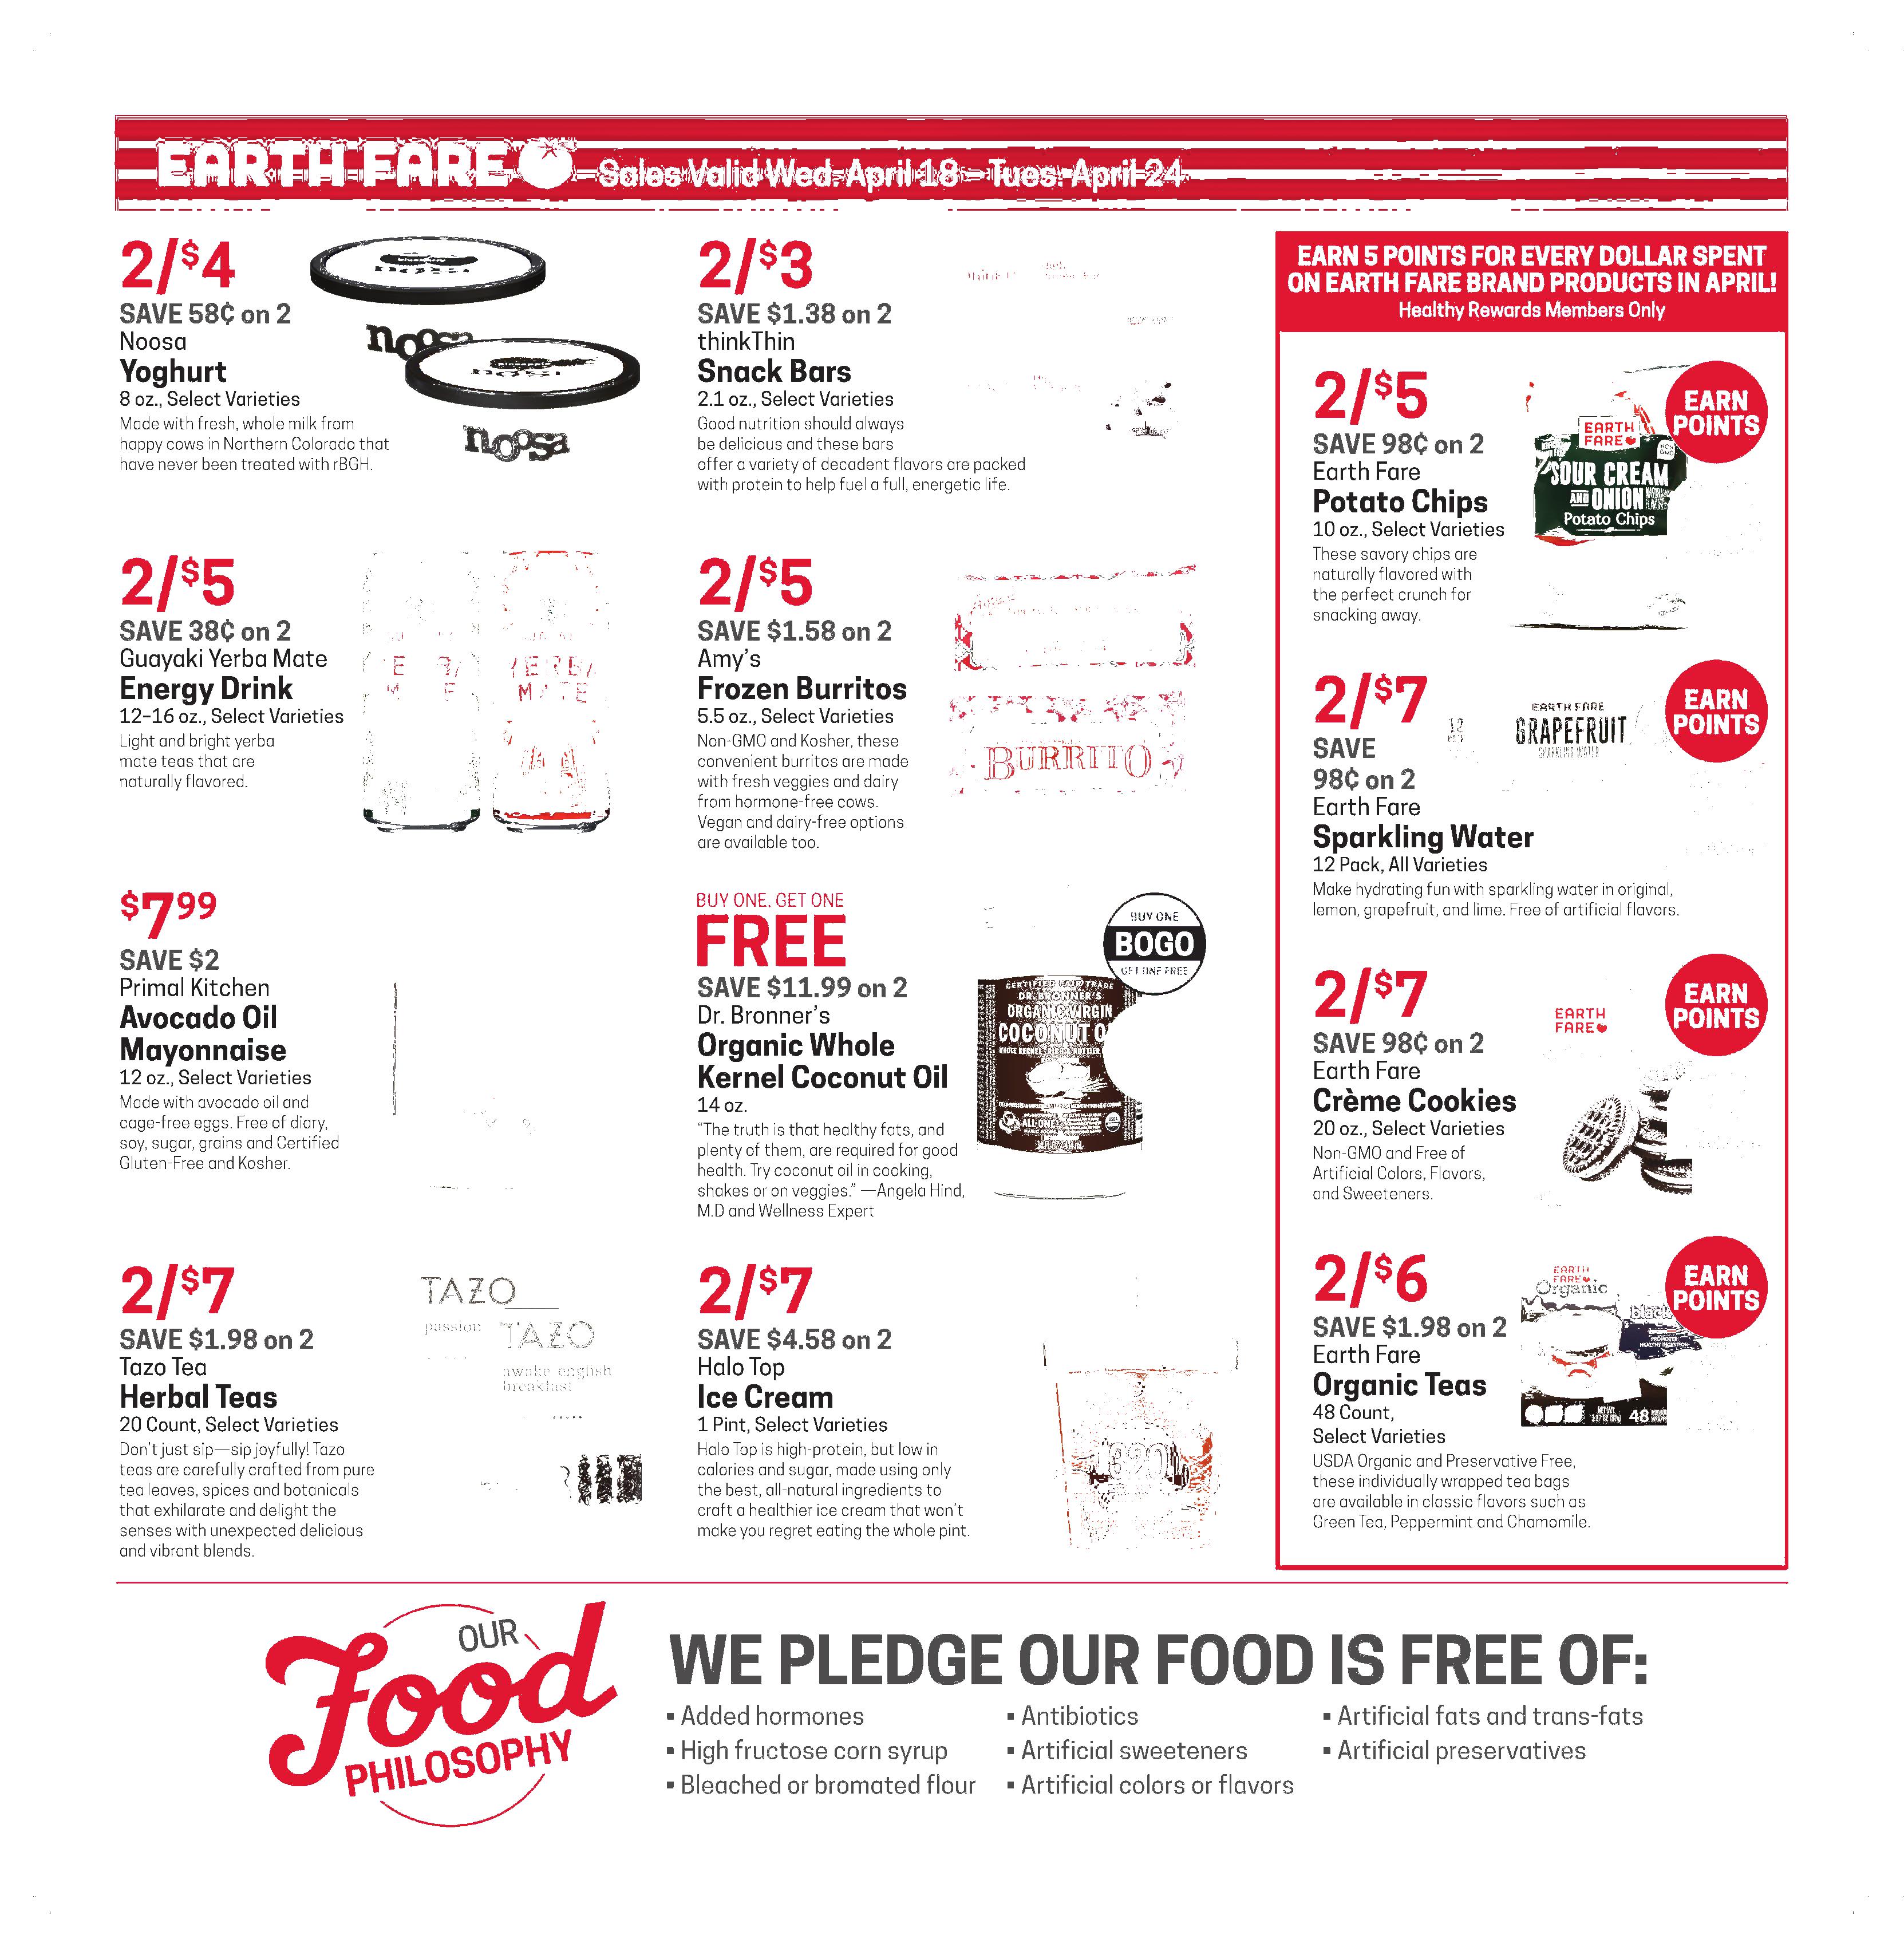 EARTH FARE Sales Valid Wed. April 18 – Tues. April 24
2/$4
SAVE 58¢ on 2
Noosa
Yoghurt
8 oz., Select Varieties
Made with fresh, whole milk from
happy cows in Northern Colorado that
have never been treated with rBGH.
noosa
noosa
2/$3
SAVE $1.38 on 2
thinkThin
Snack Bars
2.1 oz., Select Varieties
Good nutrition should always
be delicious and these bars
offer a variety of decadent flavors are packed
with protein to help fuel a full, energetic life.
2/$5
SAVE 38¢ on 2
Guayaki Yerba Mate
Energy Drink
12–16 oz., Select Varieties
Light and bright yerba
mate teas that are
naturally flavored.
YERBA
MATE
2/$5
SAVE $1.58 on 2
Amy's
Frozen Burritos
5.5 oz., Select Varieties
Non-GMO and Kosher, these
convenient burritos are made
with fresh veggies and dairy
from hormone-free cows.
Vegan and dairy-free options
are available too.
BURRITO
$7.99
SAVE $2
Primal Kitchen
Avocado Oil
Mayonnaise
12 oz., Select Varieties
Made with avocado oil and
cage-free eggs. Free of diary,
soy, sugar, grains and Certified
Gluten-Free and Kosher.
BUY ONE, GET ONE
FREE
SAVE $11.99 on 2
Dr. Bronner's
Organic Whole
Kernel Coconut Oil
14 oz.
"The truth is that healthy fats, and
plenty of them, are required for good
health. Try coconut oil in cooking,
shakes or on veggies." —Angela Hind,
M.D and Wellness Expert
BUY ONE
BOGO
GET ONE FREE
CERTIFIED FAIR TRADE
DR. BRONNER'S
ORGANIC VIRGIN
COCONUT O
ALL-ONE!
2/$7
SAVE $1.98 on 2
Tazo Tea
Herbal Teas
20 Count, Select Varieties
Don't just sip—sip joyfully! Tazo
teas are carefully crafted from pure
tea leaves, spices and botanicals
that exhilarate and delight the
senses with unexpected delicious
and vibrant blends.
TAZO
passion
TAZO
awake english
breakfast
2/$7
SAVE $4.58 on 2
Halo Top
Ice Cream
1 Pint, Select Varieties
Halo Top is high-protein, but low in
calories and sugar, made using only
the best, all-natural ingredients to
craft a healthier ice cream that won't
make you regret eating the whole pint.
320
EARN 5 POINTS FOR EVERY DOLLAR SPENT
ON EARTH FARE BRAND PRODUCTS IN APRIL!
Healthy Rewards Members Only
2/$5
SAVE 98¢ on 2
Earth Fare
Potato Chips
10 oz., Select Varieties
These savory chips are
naturally flavored with
the perfect crunch for
snacking away.
EARTH
FARE
SOUR CREAM
AND ONION
Potato Chips
EARN
POINTS
2/$7
SAVE
98¢ on 2
Earth Fare
Sparkling Water
12 Pack, All Varieties
Make hydrating fun with sparkling water in original,
lemon, grapefruit, and lime. Free of artificial flavors.
12
EARTH FARE
GRAPEFRUIT
SPARKLING WATER
EARN
POINTS
2/$7
SAVE 98¢ on 2
Earth Fare
Crème Cookies
20 oz., Select Varieties
Non-GMO and Free of
Artificial Colors, Flavors,
and Sweeteners.
EARTH
FARE
EARN
POINTS
2/$6
SAVE $1.98 on 2
Earth Fare
Organic Teas
48 Count,
Select Varieties
USDA Organic and Preservative Free,
these individually wrapped tea bags
are available in classic flavors such as
Green Tea, Peppermint and Chamomile.
EARTH
FARE
Organic
black
48
EARN
POINTS
OUR
Food
PHILOSOPHY
WE PLEDGE OUR FOOD IS FREE OF:
▪ Added hormones
▪ High fructose corn syrup
▪ Bleached or bromated flour
▪ Antibiotics
▪ Artificial sweeteners
▪ Artificial colors or flavors
▪ Artificial fats and trans-fats
▪ Artificial preservatives